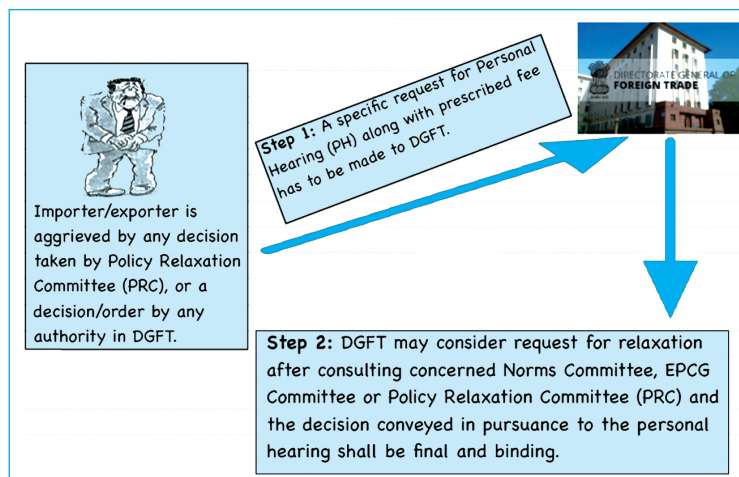 Importer/exporter is
aggrieved by any decision
taken by Policy Relaxation
Committee (PRC), or a
decision/order by any
authority in DGFT.
Step 1: A specific request for Personal
Hearing (PH) along with prescribed fee
has to be made to DGFT.
DIRECTORATE GENERAL OF
FOREIGN TRADE
Step 2: DGFT may consider request for relaxation
after consulting concerned Norms Committee, EPCG
Committee or Policy Relaxation Committee (PRC) and
the decision conveyed in pursuance to the personal
hearing shall be final and binding.